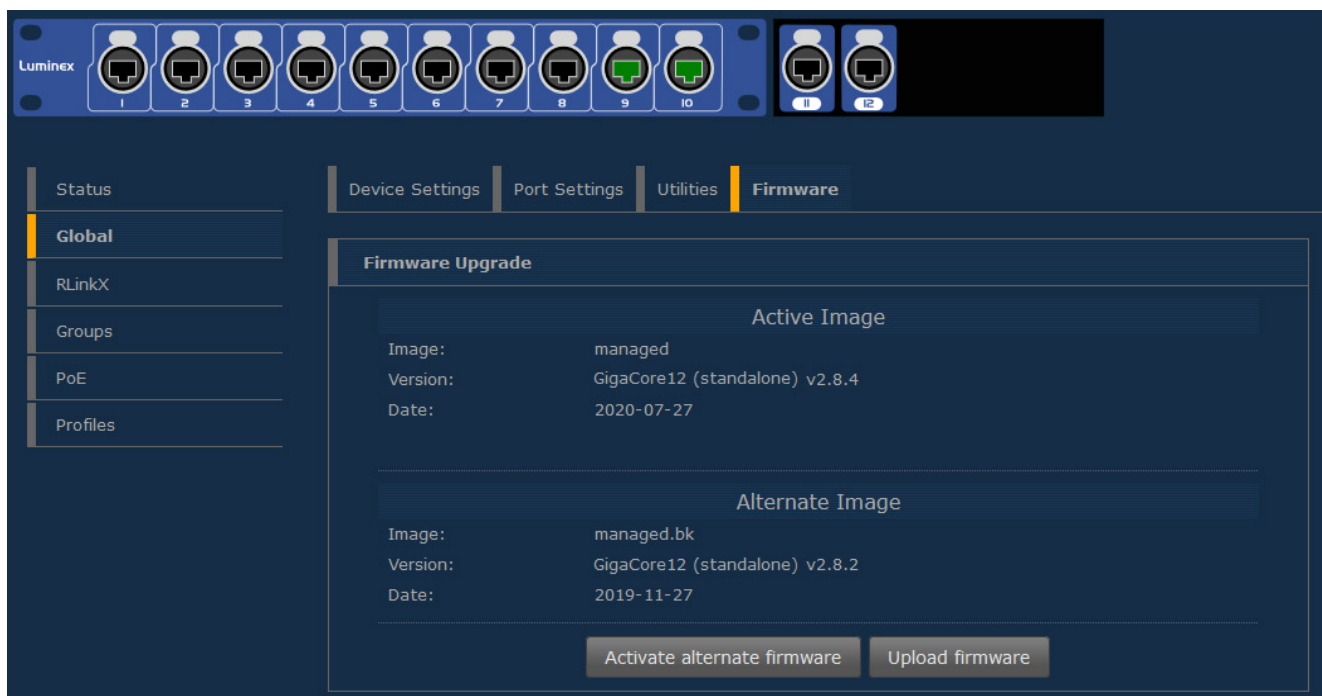 Luminex
1 2 3 4 5 6 7 8 9 10 11 12
Status
Global
RLinkX
Groups
PoE
Profiles
Device Settings Port Settings Utilities Firmware
Firmware Upgrade
Active Image
Image: managed
Version: GigaCore12 (standalone) v2.8.4
Date: 2020-07-27
Alternate Image
Image: managed.bk
Version: GigaCore12 (standalone) v2.8.2
Date: 2019-11-27
Activate alternate firmware Upload firmware